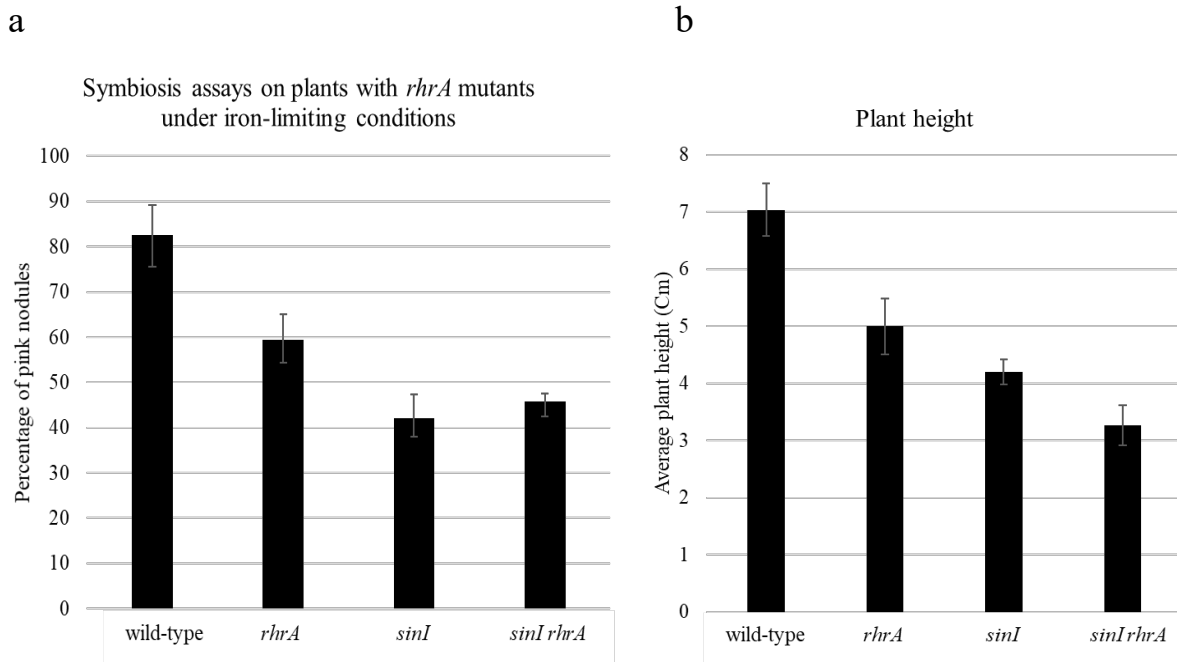 a
Symbiosis assays on plants with rhrA mutants
under iron-limiting conditions
Percentage of pink nodules
100
90
80
70
60
50
40
30
20
10
0
wild-type rhrA sinI sinI rhrA
b
Plant height
Average plant height (Cm)
8
7
6
5
4
3
2
1
0
wild-type rhrA sinI sinI rhrA